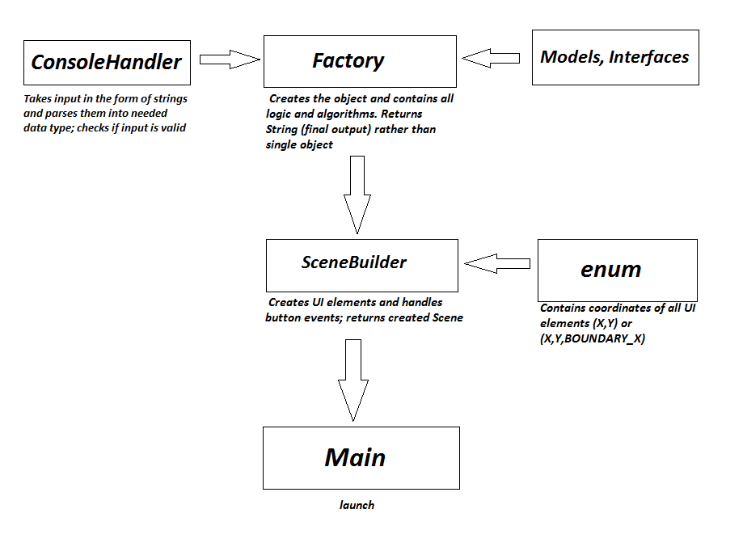 ConsoleHandler
Factory
Models, Interfaces
Takes input in the form of strings
and parses them into needed
data type; checks if input is valid
Creates the object and contains all
logic and algorithms. Returns
String (final output) rather than
single object
SceneBuilder
enum
Creates UI elements and handles
button events; returns created Scene
Contains coordinates of all UI
elements (X,Y) or
(X,Y,BOUNDARY_X)
Main
launch